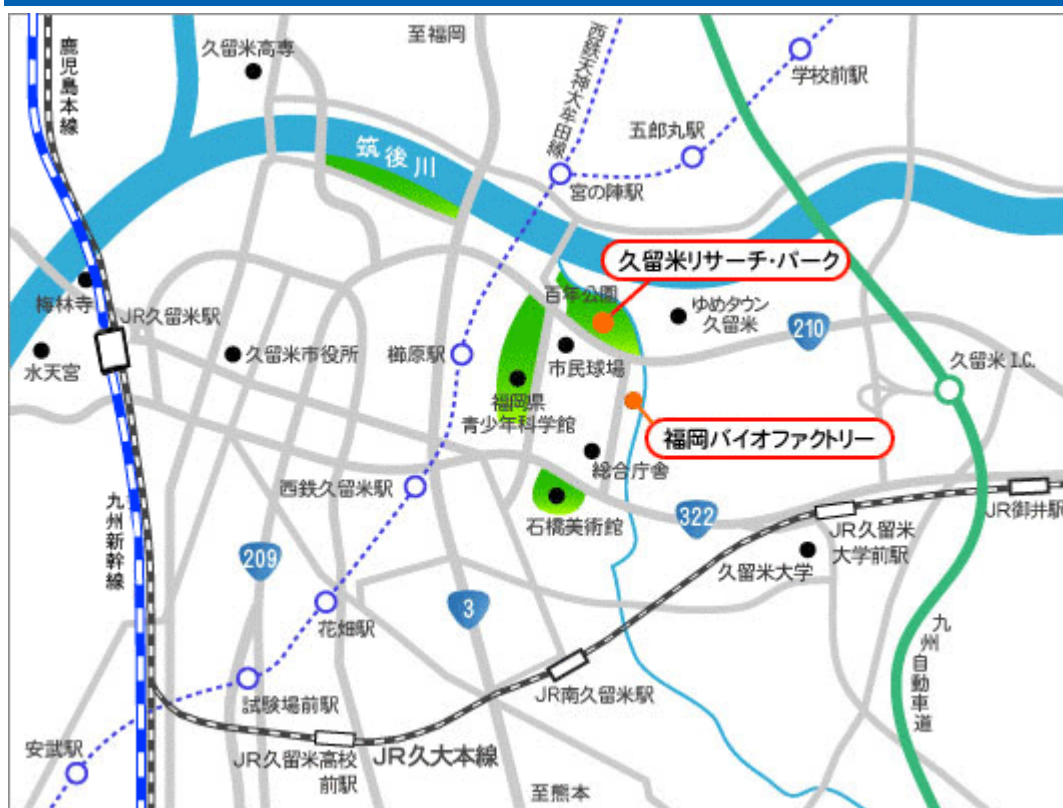 至福岡
鹿児島本線
久留米高専
西鉄天神大牟田線
学校前駅
五郎丸駅
筑後川
宮の陣駅
久留米リサーチ・パーク
百年公園
梅林寺
JR久留米駅
ゆめタウン
久留米
210
水天宮
久留米市役所
櫛原駅
市民球場
久留米 I.C.
福岡県
青少年科学館
福岡バイオファクトリー
総合庁舎
西鉄久留米駅
九州新幹線
石橋美術館
322
JR御井駅
JR久留米
大学前駅
209
久留米大学
3
花畑駅
九州自動車道
試験場前駅
JR南久留米駅
安武駅
JR久留米高校
前駅
JR久大本線
至熊本